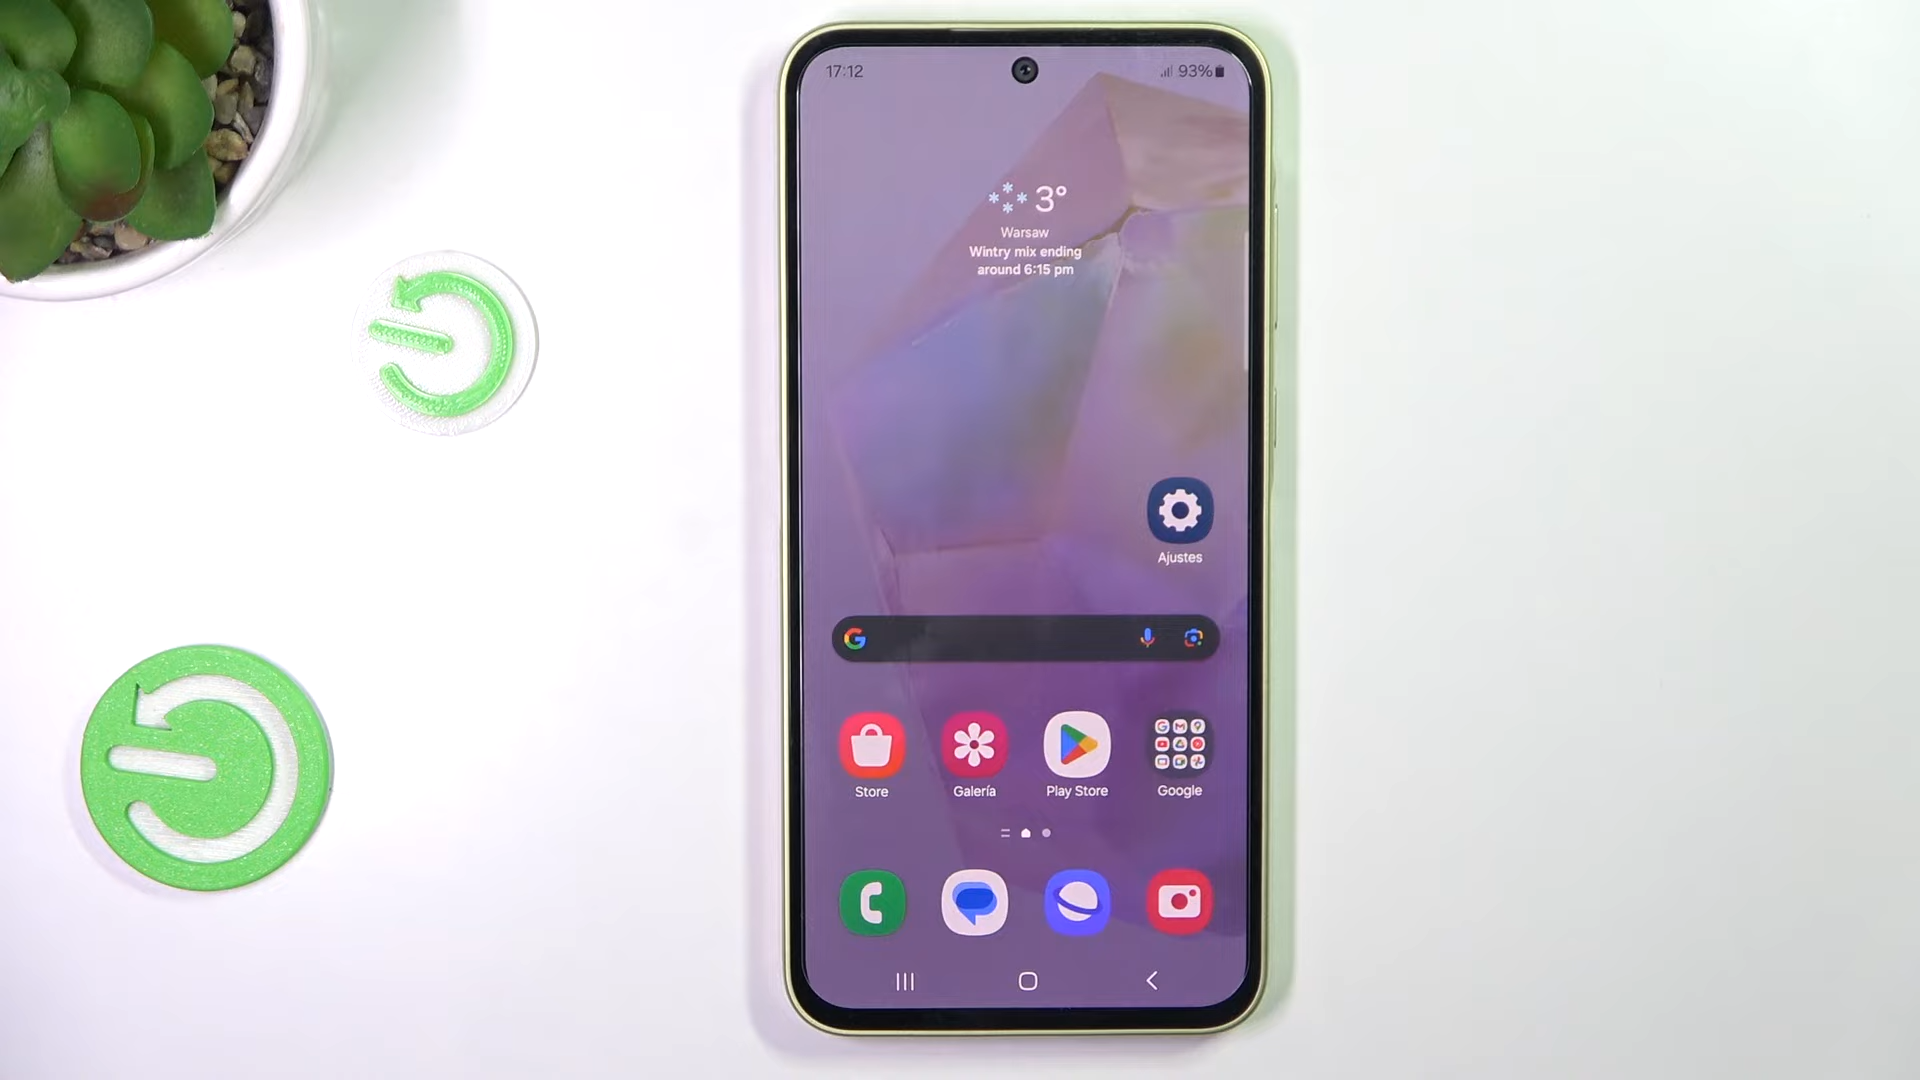 17:12
93%
3°
Warsaw
Wintry mix ending
around 6:15 pm
Ajustes
Store
Galería
Play Store
Google